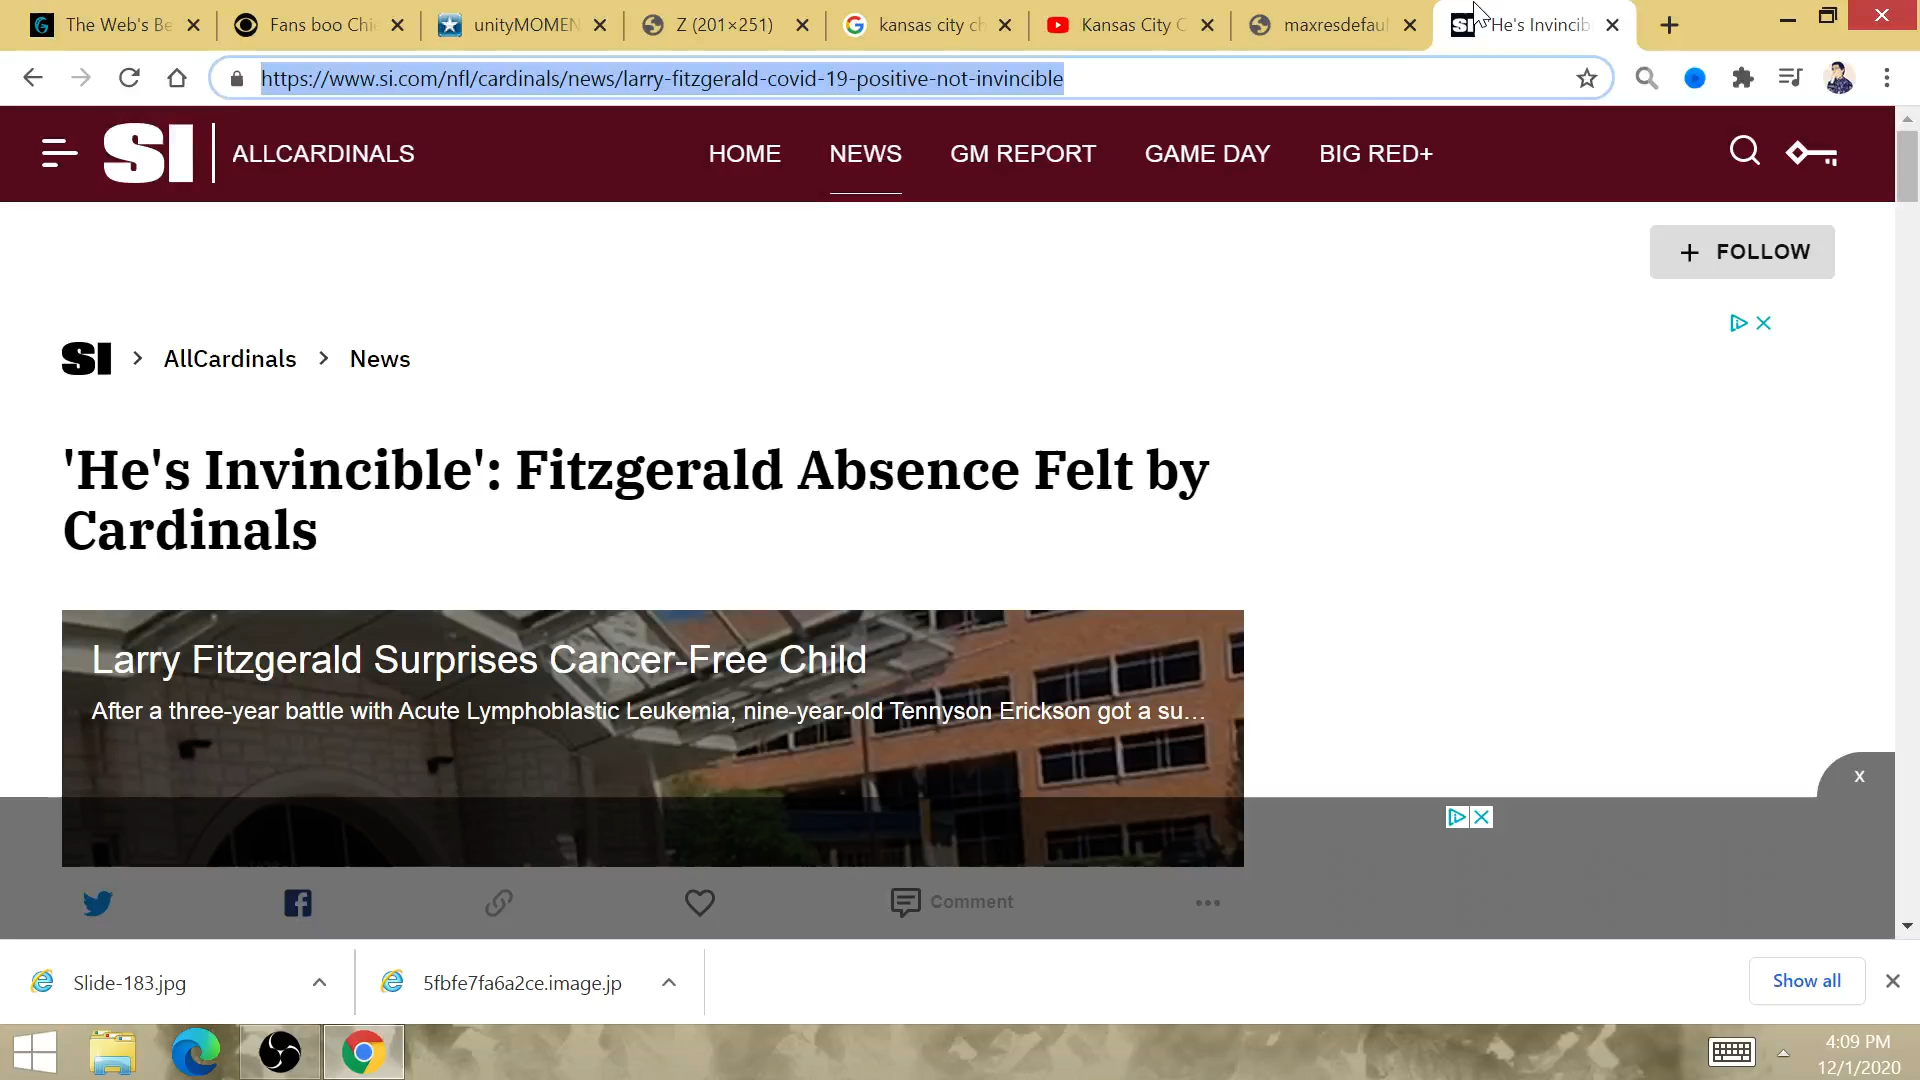 The Web's Be
Fans boo Chie
unityMOMEN
Z (201×251)
kansas city ch
Kansas City C
maxresdefaul
SI He's Invincib
https://www.si.com/nfl/cardinals/news/larry-fitzgerald-covid-19-positive-not-invincible
SI ALLCARDINALS HOME NEWS GM REPORT GAME DAY BIG RED+
+ FOLLOW
SI > AllCardinals > News
'He's Invincible': Fitzgerald Absence Felt by
Cardinals
Larry Fitzgerald Surprises Cancer-Free Child
After a three-year battle with Acute Lymphoblastic Leukemia, nine-year-old Tennyson Erickson got a su...
x
Comment
Slide-183.jpg
5fbfe7fa6a2ce.image.jp
Show all
4:09 PM
12/1/2020